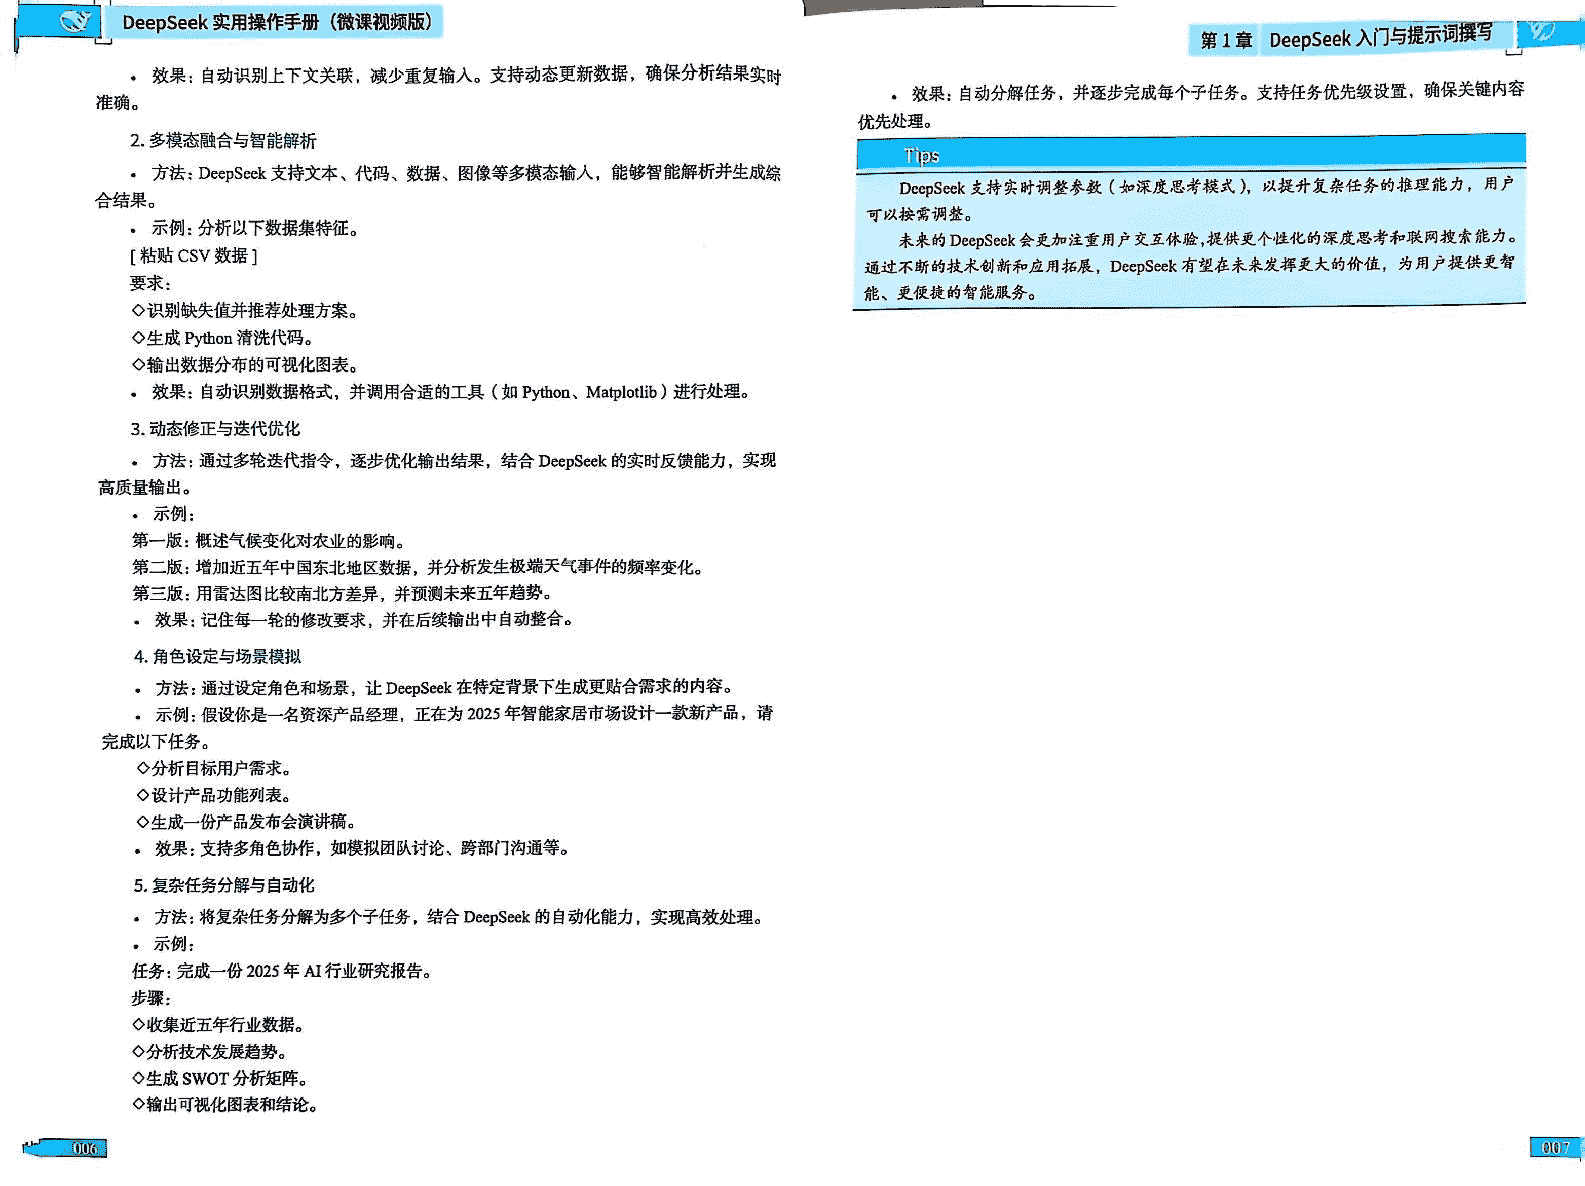 DeepSeek 实用操作手册（微课视频版）
• 效果：自动识别上下文关联，减少重复输入。支持动态更新数据，确保分析结果实时
准确。
2. 多模态融合与智能解析
• 方法：DeepSeek 支持文本、代码、数据、图像等多模态输入，能够智能解析并生成综
合结果。
• 示例：分析以下数据集特征。
[ 粘贴 CSV 数据 ]
要求：
◇识别缺失值并推荐处理方案。
◇生成 Python 清洗代码。
◇输出数据分布的可视化图表。
• 效果：自动识别数据格式，并调用合适的工具（如 Python、Matplotlib）进行处理。
3. 动态修正与迭代优化
• 方法：通过多轮迭代指令，逐步优化输出结果，结合 DeepSeek 的实时反馈能力，实现
高质量输出。
• 示例：
第一版：概述气候变化对农业的影响。
第二版：增加近五年中国东北地区数据，并分析发生极端天气事件的频率变化。
第三版：用雷达图比较南北方差异，并预测未来五年趋势。
• 效果：记住每一轮的修改要求，并在后续输出中自动整合。
4. 角色设定与场景模拟
• 方法：通过设定角色和场景，让 DeepSeek 在特定背景下生成更贴合需求的内容。
• 示例：假设你是一名资深产品经理，正在为 2025 年智能家居市场设计一款新产品，请
完成以下任务。
◇分析目标用户需求。
◇设计产品功能列表。
◇生成一份产品发布会演讲稿。
• 效果：支持多角色协作，如模拟团队讨论、跨部门沟通等。
5. 复杂任务分解与自动化
• 方法：将复杂任务分解为多个子任务，结合 DeepSeek 的自动化能力，实现高效处理。
• 示例：
任务：完成一份 2025 年 AI 行业研究报告。
步骤：
◇收集近五年行业数据。
◇分析技术发展趋势。
◇生成 SWOT 分析矩阵。
◇输出可视化图表和结论。
006
第 1 章 DeepSeek 入门与提示词撰写
• 效果：自动分解任务，并逐步完成每个子任务。支持任务优先级设置，确保关键内容
优先处理。
Tips
DeepSeek 支持实时调整参数（如深度思考模式），以提升复杂任务的推理能力，用户
可以按需调整。
未来的 DeepSeek 会更加注重用户交互体验，提供更个性化的深度思考和联网搜索能力。
通过不断的技术创新和应用拓展，DeepSeek 有望在未来发挥更大的价值，为用户提供更智
能、更便捷的智能服务。
007